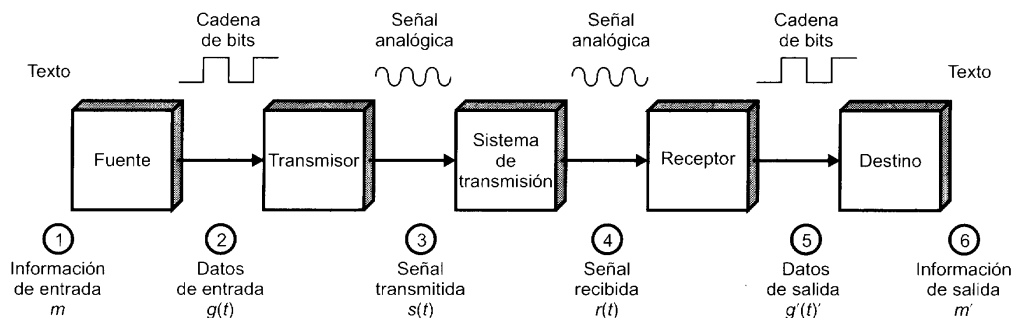 Cadena
de bits
Señal
analógica
Señal
analógica
Cadena
de bits
Texto
Texto
Fuente
Transmisor
Sistema
de
transmisión
Receptor
Destino
1
Información
de entrada
m
2
Datos
de entrada
g(t)
3
Señal
transmitida
s(t)
4
Señal
recibida
r(t)
5
Datos
de salida
g'(t)'
6
Información
de salida
m'